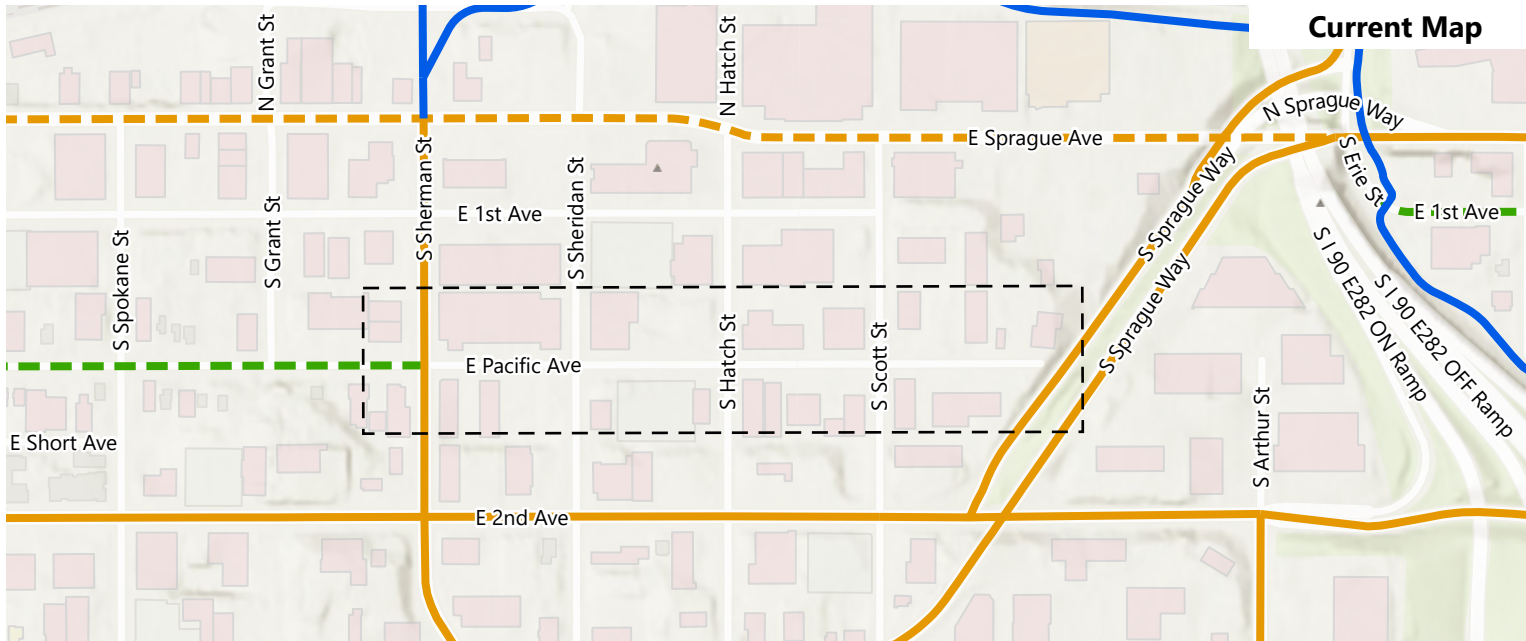 Current Map
N Grant St
N Hatch St
N Sprague Way
E Sprague Ave
S Sherman St
S Erie St
S Sprague Way
E 1st Ave
E 1st Ave
S Sheridan St
S Grant St
S Spokane St
S I 90 E282 ON Ramp
S I 90 E282 OFF Ramp
S Sprague Way
S Hatch St
S Scott St
E Pacific Ave
S Arthur St
E Short Ave
E 2nd Ave